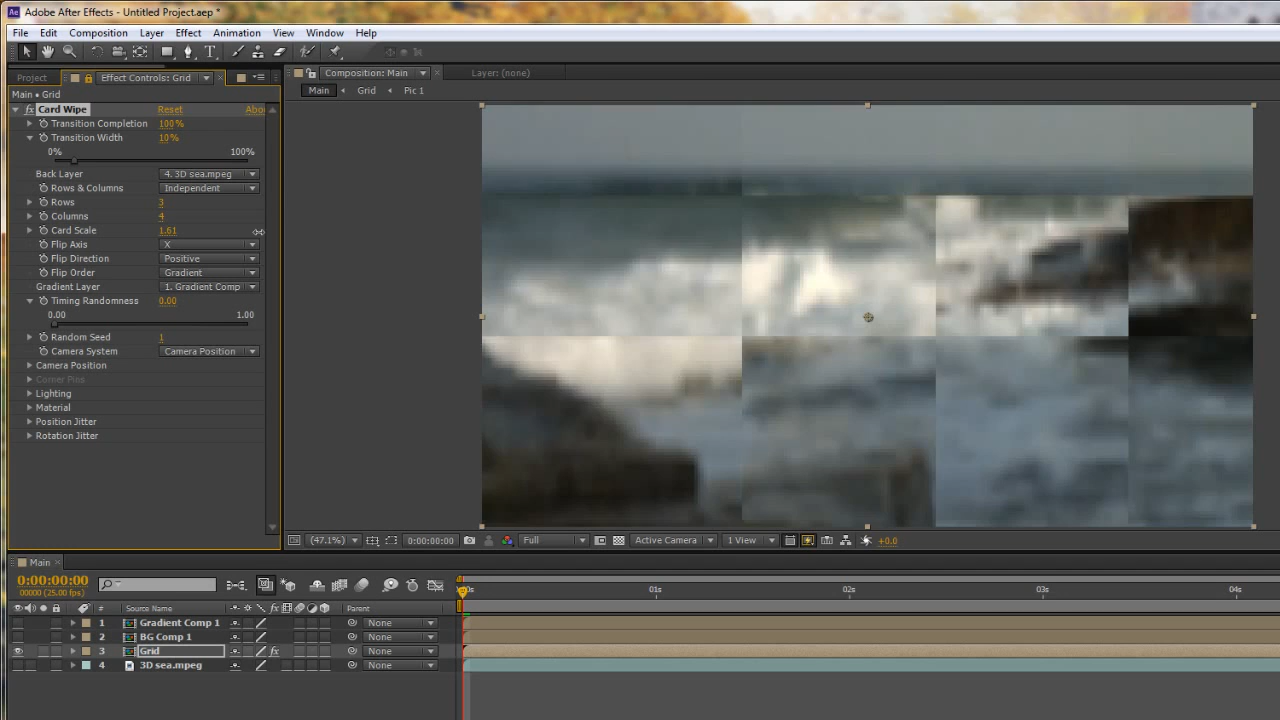 Adobe After Effects - Untitled Project.aep *
File Edit Composition Layer Effect Animation View Window Help
Project Effect Controls: Grid Composition: Main Layer: (none)
Main • Grid
Main Grid Pic 1
fx Card Wipe Reset Abo
Transition Completion 100%
Transition Width 10%
0% 100%
Back Layer 4. 3D sea.mpeg
Rows & Columns Independent
Rows 3
Columns 4
Card Scale 1.61
Flip Axis X
Flip Direction Positive
Flip Order Gradient
Gradient Layer 1. Gradient Comp
Timing Randomness 0.00
0.00 1.00
Random Seed 1
Camera System Camera Position
Camera Position
Corner Pins
Lighting
Material
Position Jitter
Rotation Jitter
(47.1%) 0:00:00:00 Full Active Camera 1 View +0.0
Main
0:00:00:00
00000 (25.00 fps)
01s 02s 03s 04s
# Source Name fx Parent
1 Gradient Comp 1 None
2 BG Comp 1 None
3 Grid fx None
4 3D sea.mpeg None